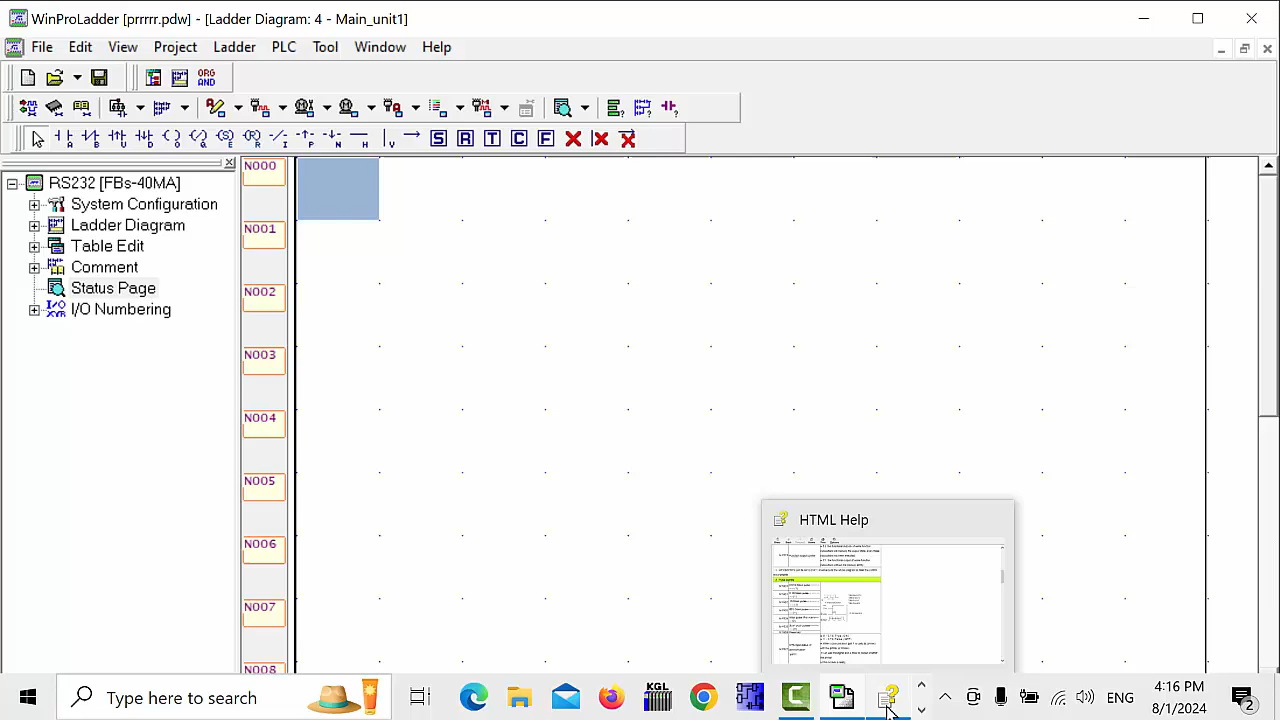 WinProLadder [prrrrr.pdw] - [Ladder Diagram: 4 - Main_unit1]
File Edit View Project Ladder Tool PLC Window Help
ORG
AND
A B U D O Q E R I P N H V S R T C F
RS232 [FBs-40MA]
System Configuration
Ladder Diagram
Table Edit
Comment
Status Page
I/O Numbering
N000
N001
N002
N003
N004
N005
N006
N007
N008
HTML Help
Type here to search
KGL
ENG
4:16 PM
8/1/2024
2